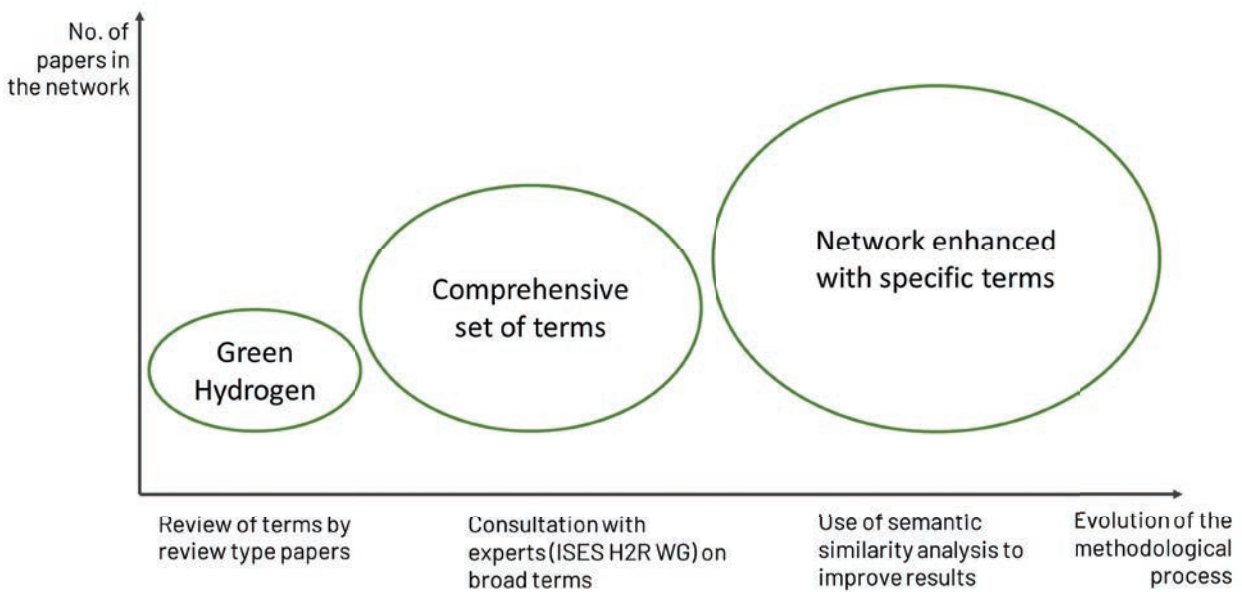 No. of
papers in
the network
Green
Hydrogen
Comprehensive
set of terms
Network enhanced
with specific terms
Review of terms by
review type papers
Consultation with
experts (ISES H2R WG) on
broad terms
Use of semantic
similarity analysis to
improve results
Evolution of the
methodological
process